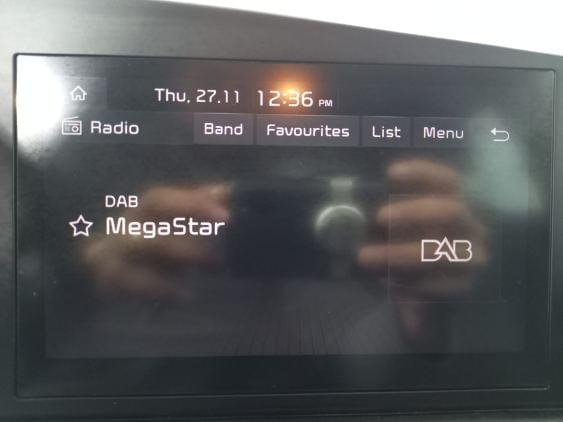 Thu, 27.11 12:36 PM
Radio Band Favourites List Menu
DAB
MegaStar
DAB